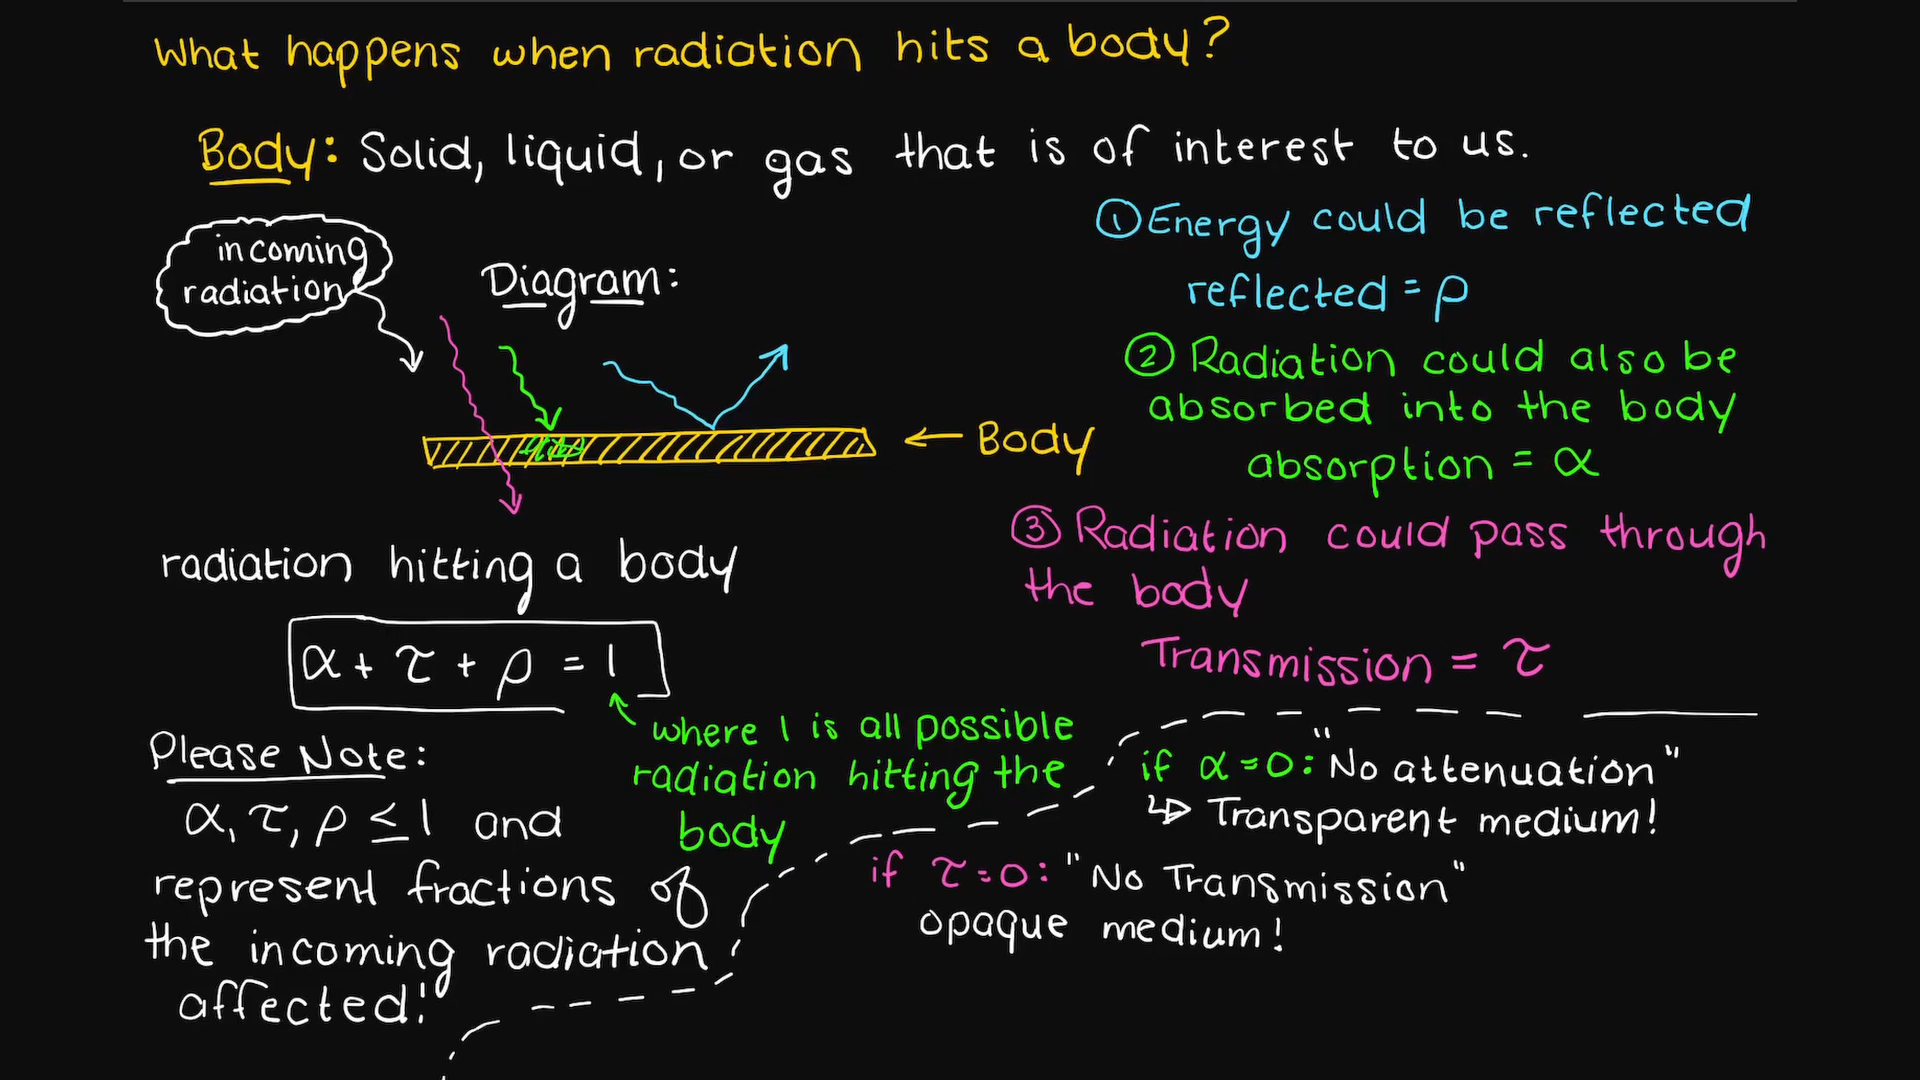 What happens when radiation hits a body?
Body: Solid, liquid, or gas that is of interest to us.
incoming
radiation
Diagram:
← Body
① Energy could be reflected
reflected = ρ
② Radiation could also be
absorbed into the body
absorption = α
③ Radiation could pass through
the body
Transmission = τ
radiation hitting a body
α + τ + ρ = 1
where 1 is all possible
radiation hitting the
body
Please Note:
α, τ, ρ ≤ 1 and
represent fractions of
the incoming radiation
affected!
if α = 0: "No attenuation"
↳ Transparent medium!
if τ = 0: "No Transmission"
opaque medium!